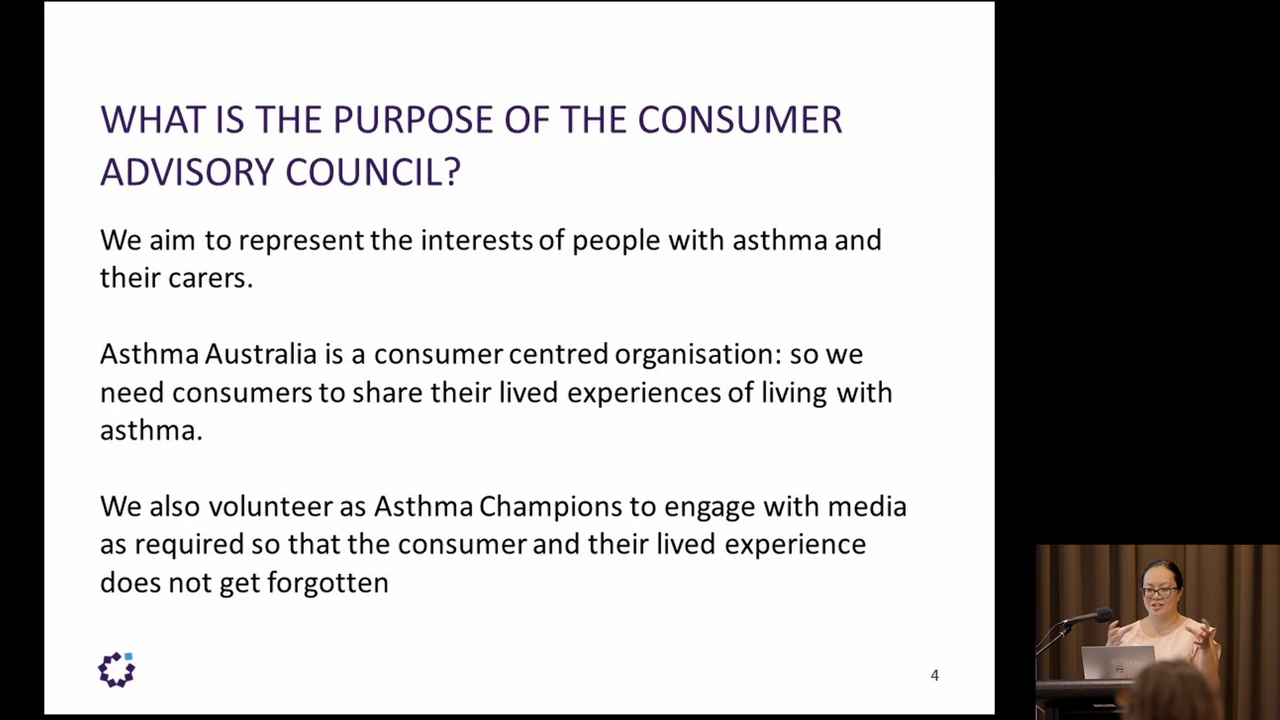 WHAT IS THE PURPOSE OF THE CONSUMER
ADVISORY COUNCIL?
We aim to represent the interests of people with asthma and
their carers.
Asthma Australia is a consumer centred organisation: so we
need consumers to share their lived experiences of living with
asthma.
We also volunteer as Asthma Champions to engage with media
as required so that the consumer and their lived experience
does not get forgotten
4